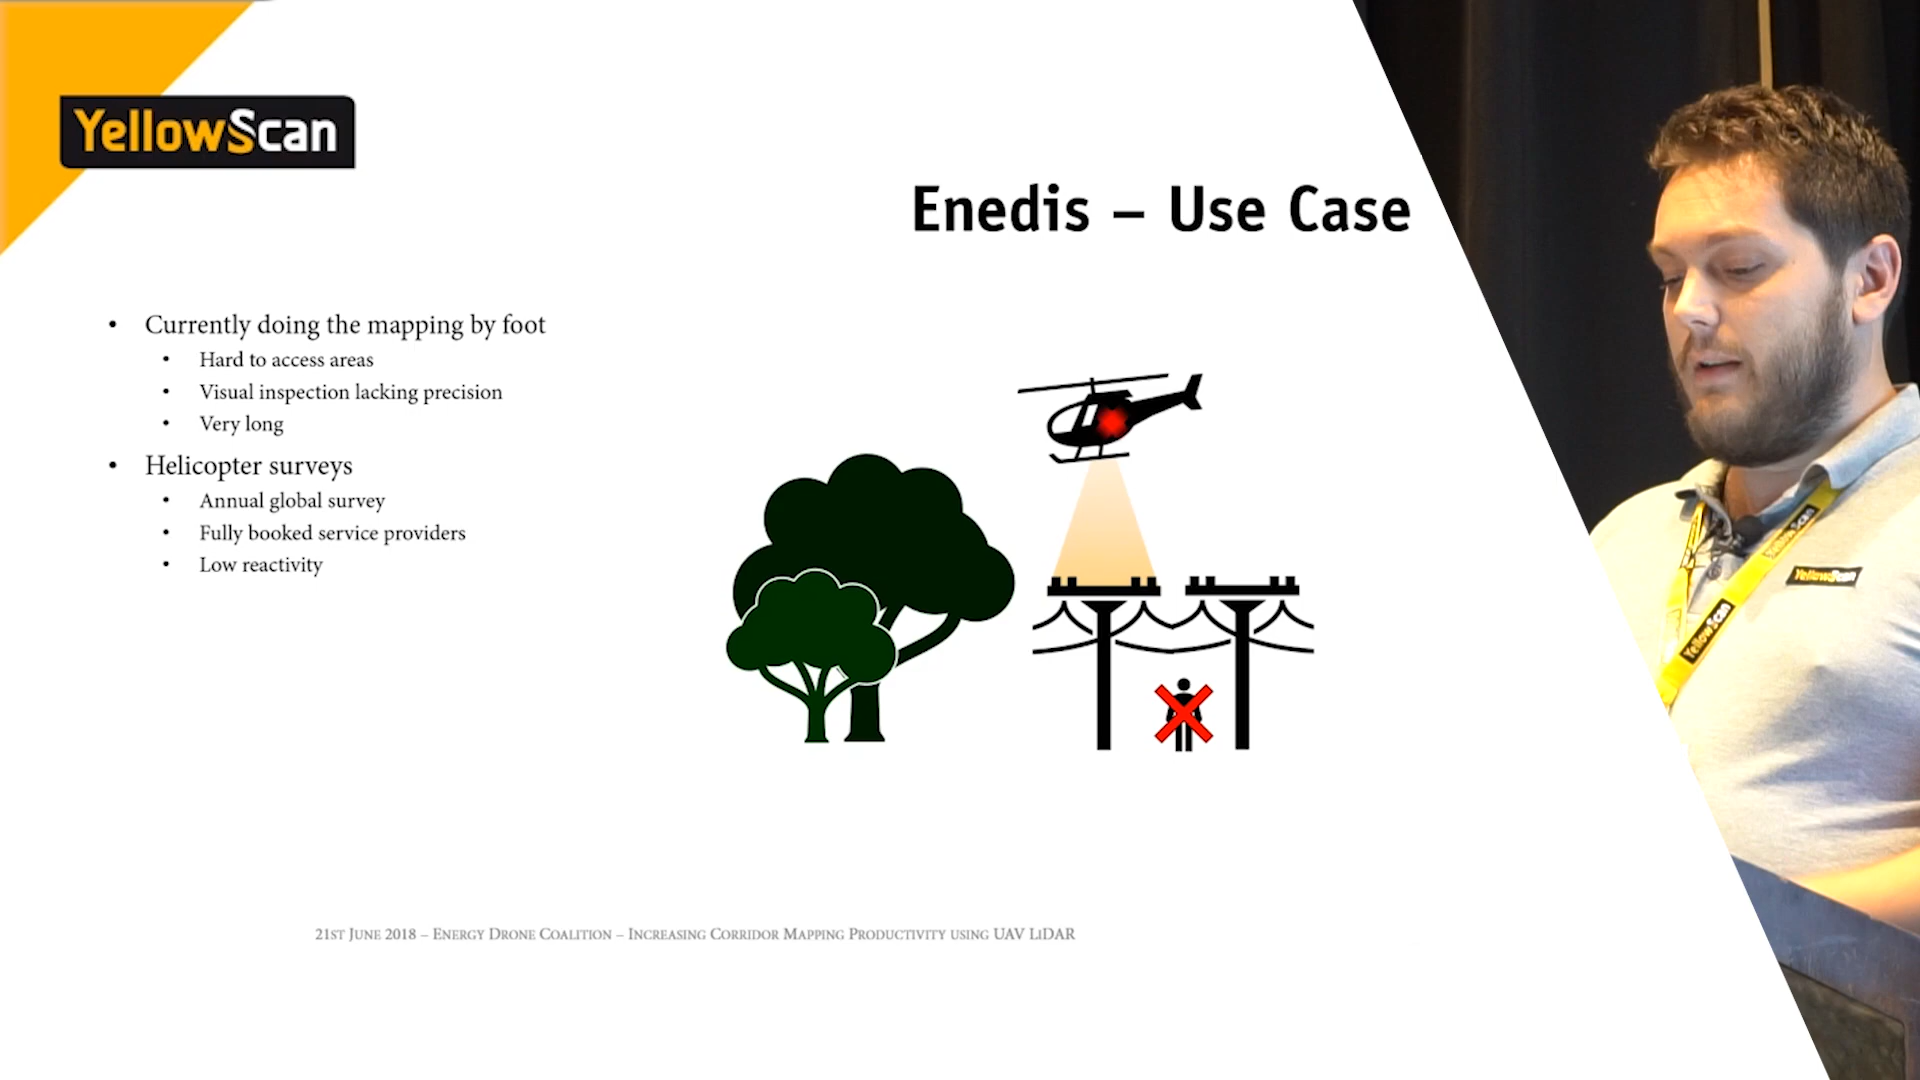 YellowScan
Enedis – Use Case
• Currently doing the mapping by foot
• Hard to access areas
• Visual inspection lacking precision
• Very long
• Helicopter surveys
• Annual global survey
• Fully booked service providers
• Low reactivity
21ST JUNE 2018 – ENERGY DRONE COALITION – INCREASING CORRIDOR MAPPING PRODUCTIVITY USING UAV LIDAR
YellowScan
YellowScan
YellowScan